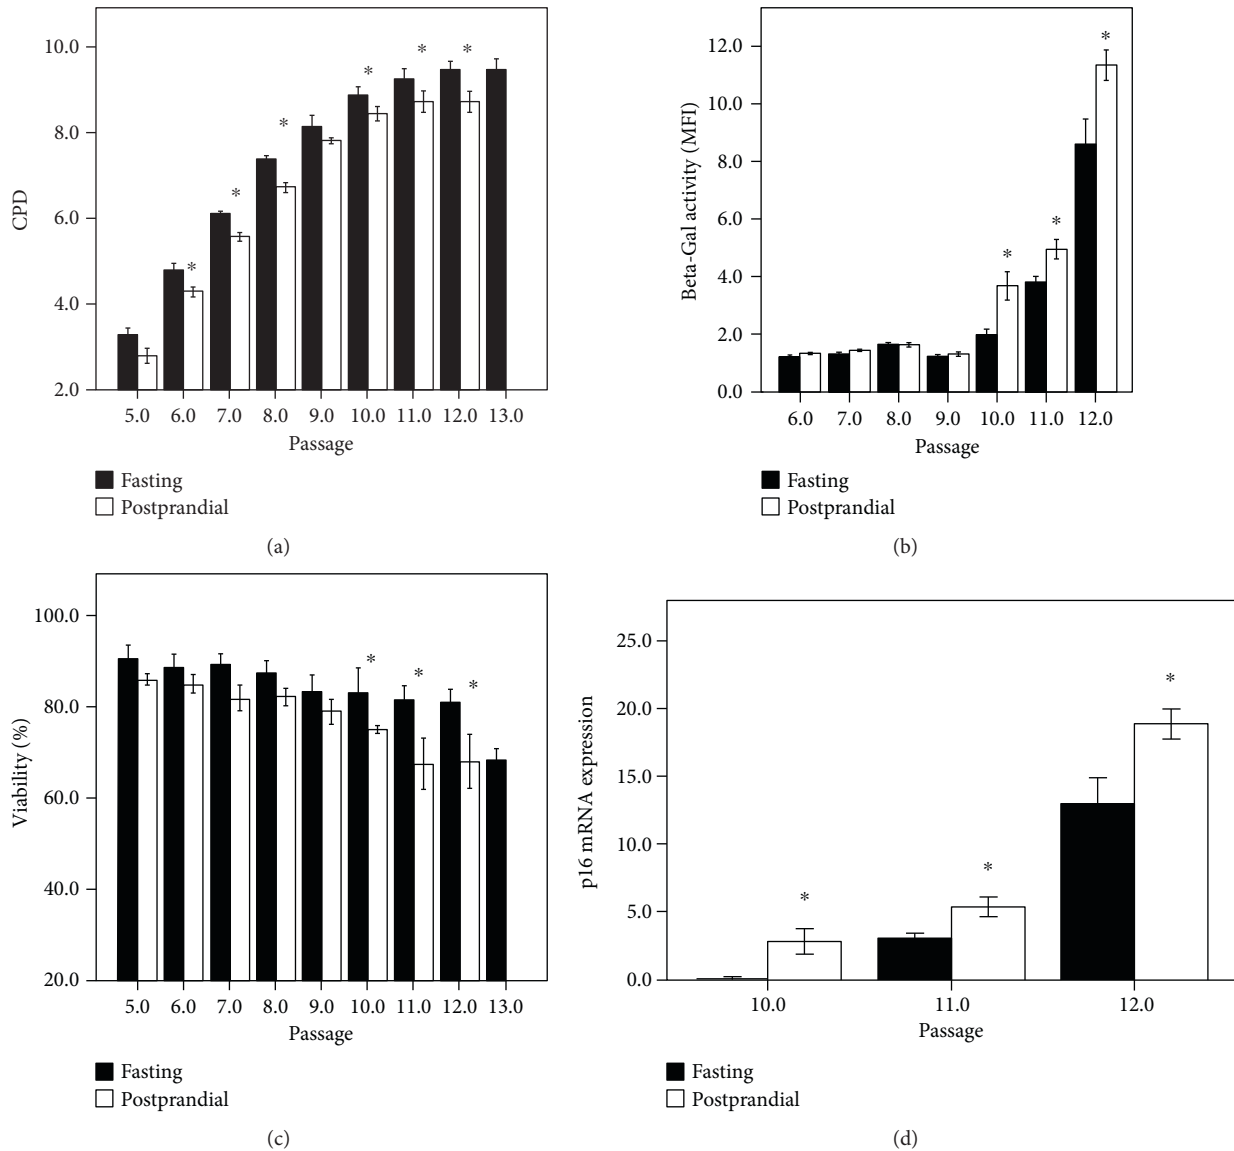 10.0
8.0
6.0
4.0
2.0
CPD
* * * * * *
5.0 6.0 7.0 8.0 9.0 10.0 11.0 12.0 13.0
Passage
Fasting
Postprandial
(a)
12.0
10.0
8.0
6.0
4.0
2.0
0.0
Beta-Gal activity (MFI)
* * *
6.0 7.0 8.0 9.0 10.0 11.0 12.0
Passage
Fasting
Postprandial
(b)
100.0
80.0
60.0
40.0
20.0
Viability (%)
* * *
5.0 6.0 7.0 8.0 9.0 10.0 11.0 12.0 13.0
Passage
Fasting
Postprandial
(c)
25.0
20.0
15.0
10.0
5.0
0.0
p16 mRNA expression
* * *
10.0 11.0 12.0
Passage
Fasting
Postprandial
(d)